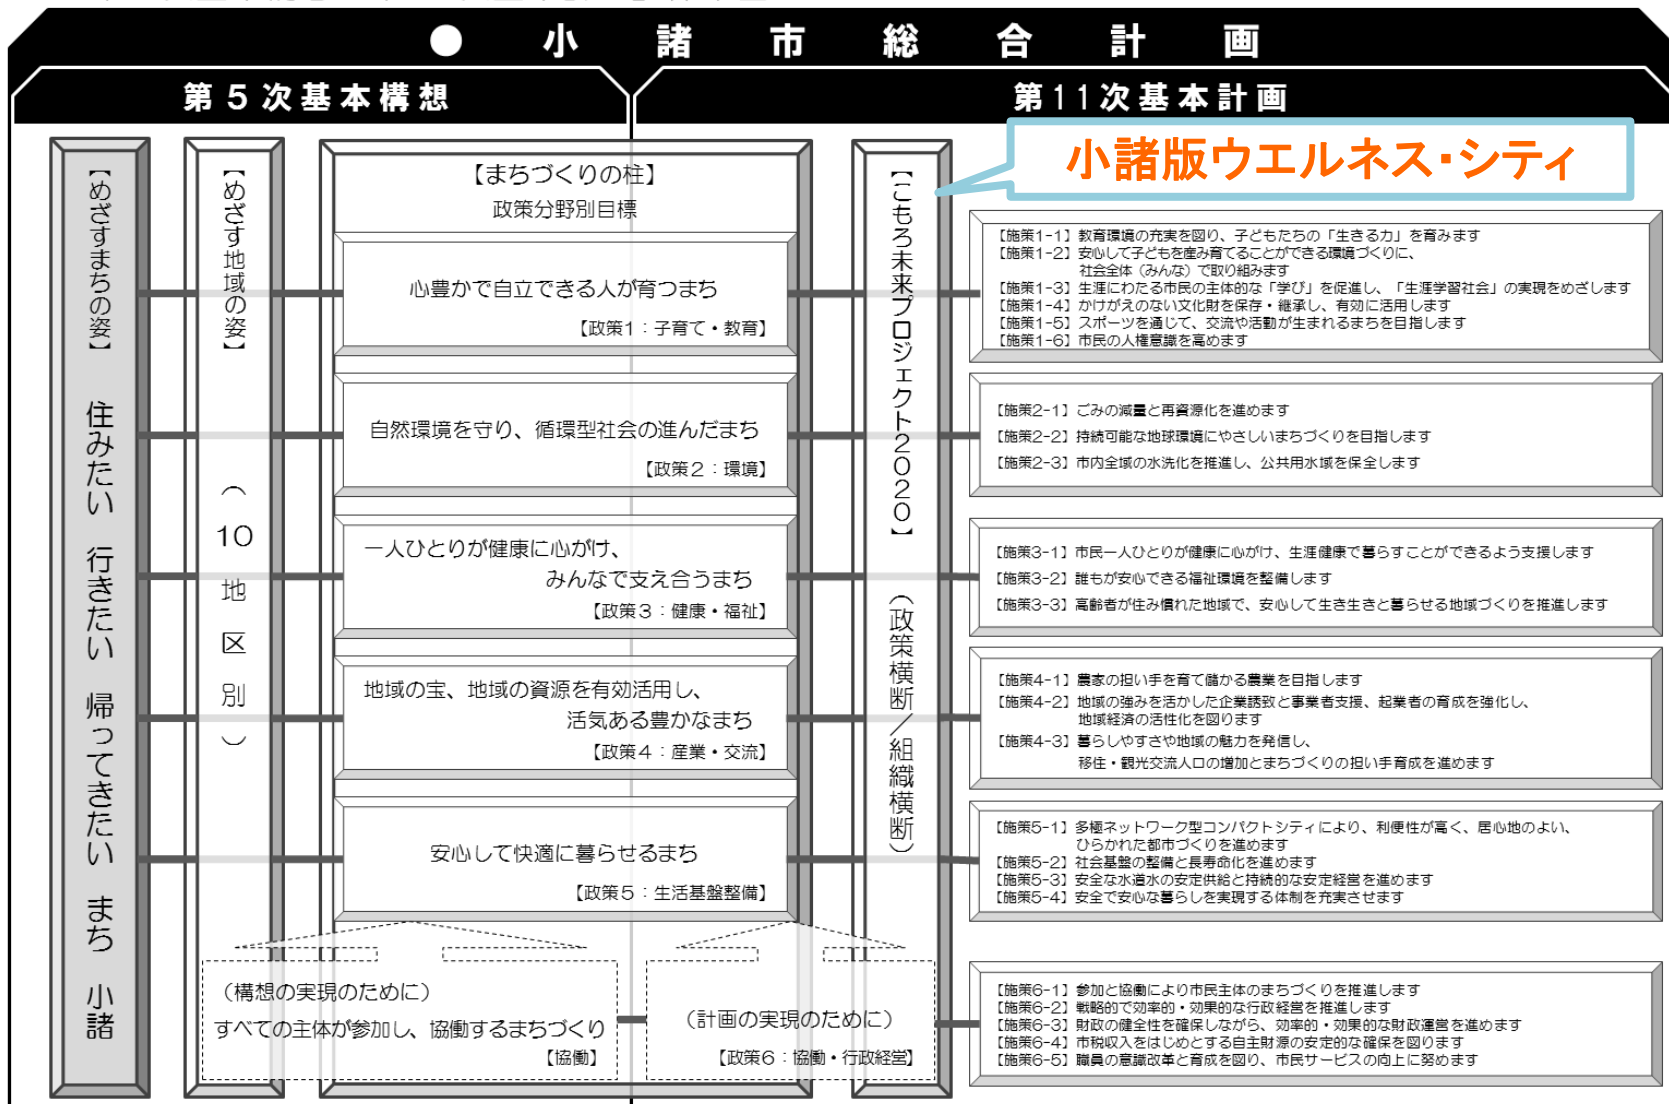 ● 小諸市総合計画
第5次基本構想
第11次基本計画
小諸版ウエルネス・シティ
【めざすまちの姿】 住みたい 行きたい 帰ってきたい まち 小諸
【めざす地域の姿】 (10地区別)
【まちづくりの柱】
政策分野別目標
心豊かで自立できる人が育つまち
【政策1:子育て・教育】
自然環境を守り、循環型社会の進んだまち
【政策2:環境】
一人ひとりが健康に心がけ、
みんなで支え合うまち
【政策3:健康・福祉】
地域の宝、地域の資源を有効活用し、
活気ある豊かなまち
【政策4:産業・交流】
安心して快適に暮らせるまち
【政策5:生活基盤整備】
(構想の実現のために)
すべての主体が参加し、協働するまちづくり
【協働】
(計画の実現のために)
【政策6:協働・行政経営】
【こもろ未来プロジェクト2020】 (政策横断/組織横断)
【施策1-1】教育環境の充実を図り、子どもたちの「生きる力」を育みます
【施策1-2】安心して子どもを産み育てることができる環境づくりに、
社会全体(みんな)で取り組みます
【施策1-3】生涯にわたる市民の主体的な「学び」を促進し、「生涯学習社会」の実現をめざします
【施策1-4】かけがえのない文化財を保存・継承し、有効に活用します
【施策1-5】スポーツを通じて、交流や活動が生まれるまちを目指します
【施策1-6】市民の人権意識を高めます
【施策2-1】ごみの減量と再資源化を進めます
【施策2-2】持続可能な地球環境にやさしいまちづくりを目指します
【施策2-3】市内全域の水洗化を推進し、公共用水域を保全します
【施策3-1】市民一人ひとりが健康に心がけ、生涯健康で暮らすことができるよう支援します
【施策3-2】誰もが安心できる福祉環境を整備します
【施策3-3】高齢者が住み慣れた地域で、安心して生き生きと暮らせる地域づくりを推進します
【施策4-1】農家の担い手を育て儲かる農業を目指します
【施策4-2】地域の強みを活かした企業誘致と事業者支援、起業者の育成を強化し、
地域経済の活性化を図ります
【施策4-3】暮らしやすさや地域の魅力を発信し、
移住・観光交流人口の増加とまちづくりの担い手育成を進めます
【施策5-1】多極ネットワーク型コンパクトシティにより、利便性が高く、居心地のよい、
ひらかれた都市づくりを進めます
【施策5-2】社会基盤の整備と長寿命化を進めます
【施策5-3】安全な水道水の安定供給と持続的な安定経営を進めます
【施策5-4】安全で安心な暮らしを実現する体制を充実させます
【施策6-1】参加と協働により市民主体のまちづくりを推進します
【施策6-2】戦略的で効率的・効果的な行政経営を推進します
【施策6-3】財政の健全性を確保しながら、効率的・効果的な財政運営を進めます
【施策6-4】市税収入をはじめとする自主財源の安定的な確保を図ります
【施策6-5】職員の意識改革と育成を図り、市民サービスの向上に努めます